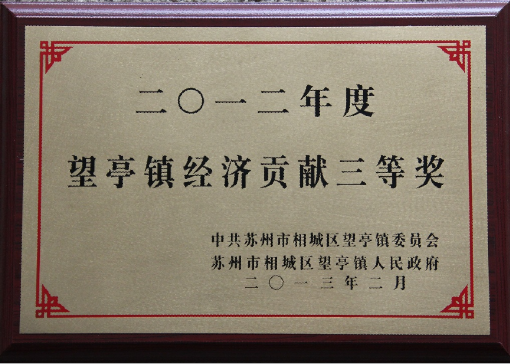 二〇一二年度
望亭镇经济贡献三等奖
中共苏州市相城区望亭镇委员会
苏州市相城区望亭镇人民政府
二〇一三年二月